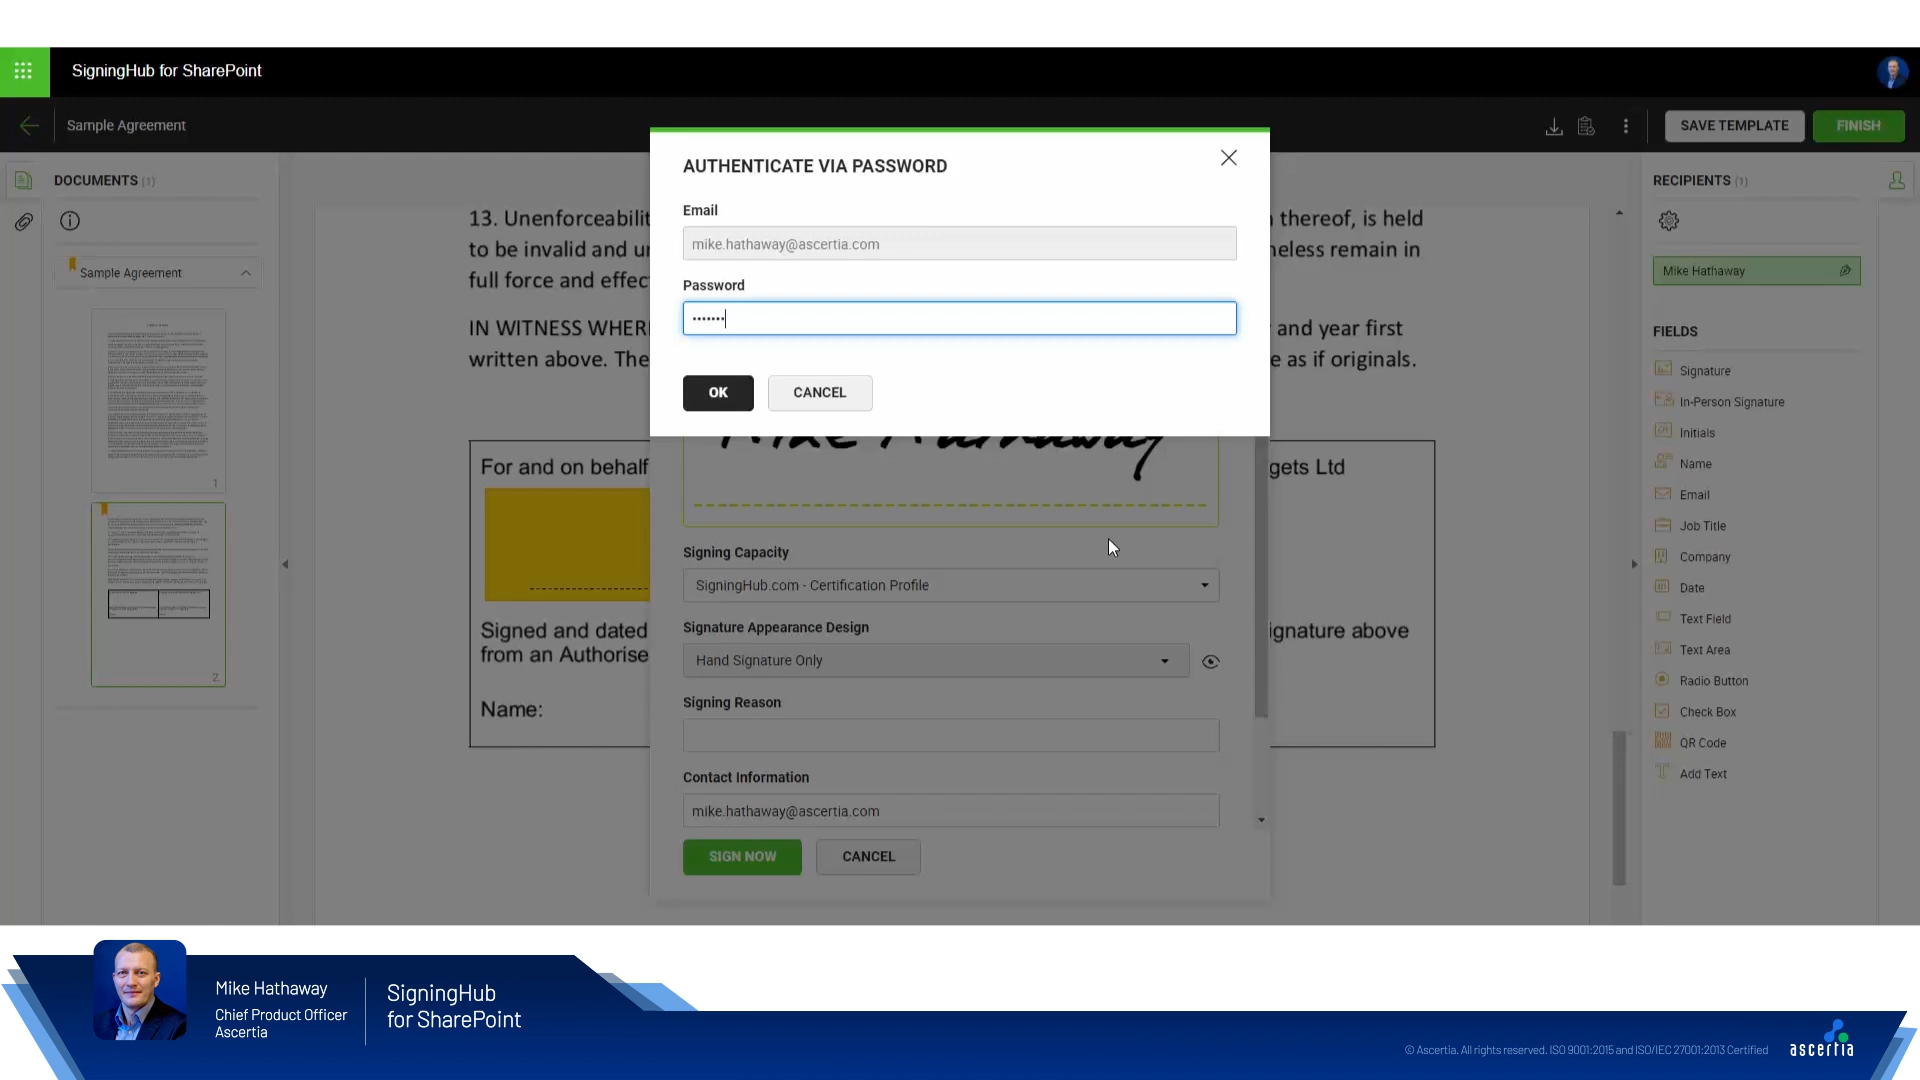 SigningHub for SharePoint
Sample Agreement
SAVE TEMPLATE
FINISH
DOCUMENTS (1)
Sample Agreement
1
2
13. Unenforceabilit
thereof, is held
to be invalid and u
neless remain in
full force and effec
IN WITNESS WHER
and year first
written above. The
e as if originals.
For and on behalf
gets Ltd
Signed and dated
ignature above
from an Authorise
Name:
AUTHENTICATE VIA PASSWORD
Email
mike.hathaway@ascertia.com
Password
•••••••
OK
CANCEL
Mike Hathaway
Signing Capacity
SigningHub.com - Certification Profile
Signature Appearance Design
Hand Signature Only
Signing Reason
Contact Information
mike.hathaway@ascertia.com
SIGN NOW
CANCEL
RECIPIENTS (1)
Mike Hathaway
FIELDS
Signature
In-Person Signature
Initials
Name
Email
Job Title
Company
Date
Text Field
Text Area
Radio Button
Check Box
QR Code
Add Text
Mike Hathaway
Chief Product Officer
Ascertia
SigningHub
for SharePoint
© Ascertia. All rights reserved. ISO 9001:2015 and ISO/IEC 27001:2013 Certified
ascertia